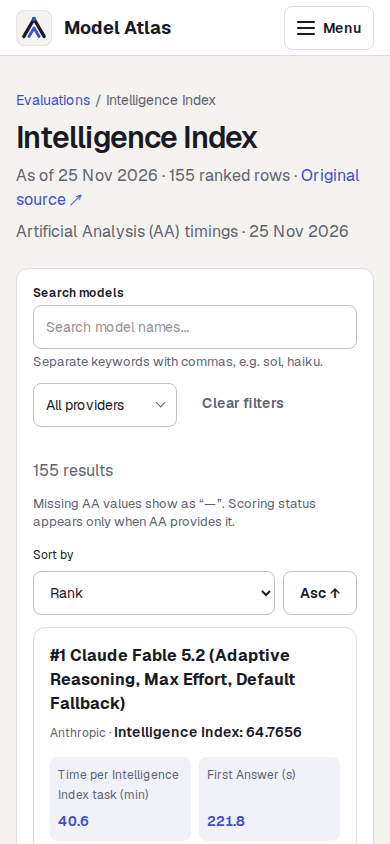 Model Atlas
Menu
Evaluations / Intelligence Index
Intelligence Index
As of 25 Nov 2026 · 155 ranked rows · Original
source ↗
Artificial Analysis (AA) timings · 25 Nov 2026
Search models
Search model names…
Separate keywords with commas, e.g. sol, haiku.
All providers
Clear filters
155 results
Missing AA values show as “—”. Scoring status
appears only when AA provides it.
Sort by
Rank
Asc ↑
#1 Claude Fable 5.2 (Adaptive
Reasoning, Max Effort, Default
Fallback)
Anthropic · Intelligence Index: 64.7656
Time per Intelligence
Index task (min)
40.6
First Answer (s)
221.8